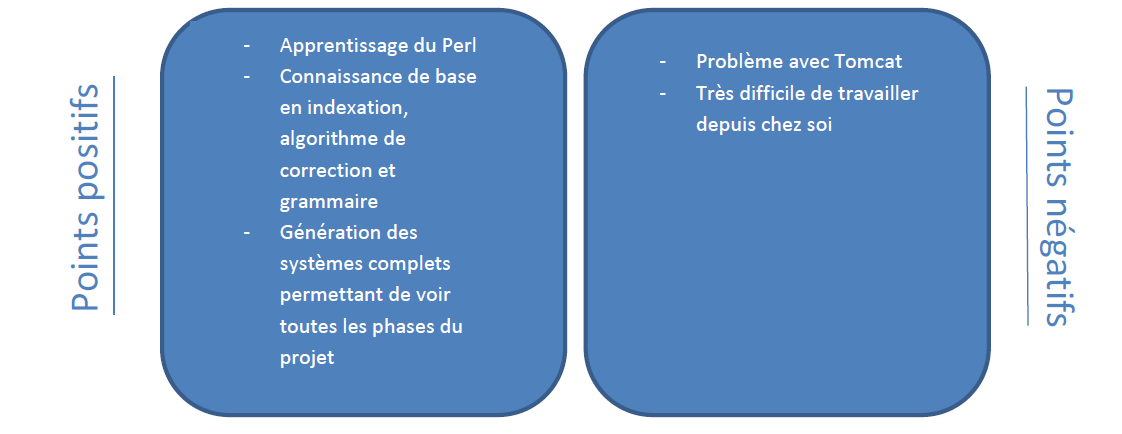 Points positifs
- Apprentissage du Perl
- Connaissance de base
en indexation,
algorithme de
correction et
grammaire
- Génération des
systèmes complets
permettant de voir
toutes les phases du
projet
- Problème avec Tomcat
- Très difficile de travailler
depuis chez soi
Points négatifs